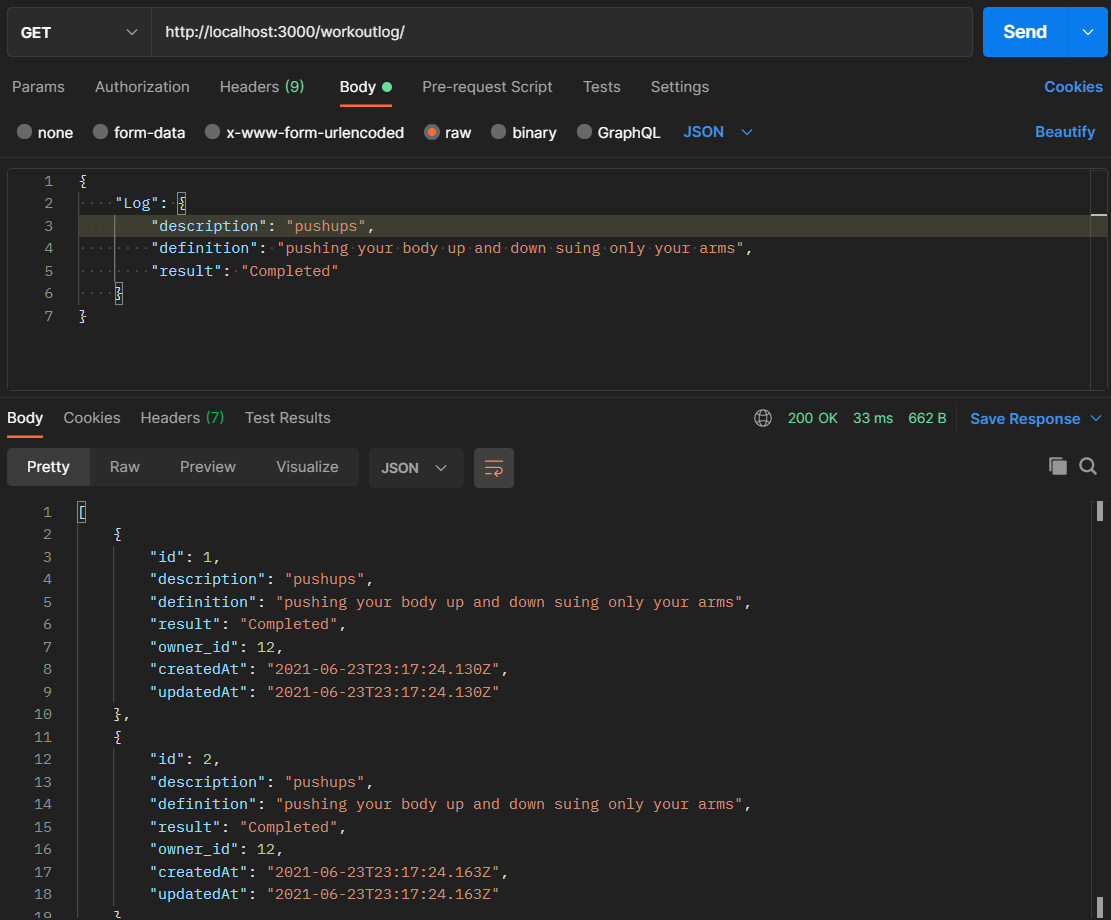 GET http://localhost:3000/workoutlog/ Send
Params Authorization Headers (9) Body Pre-request Script Tests Settings Cookies
none form-data x-www-form-urlencoded raw binary GraphQL JSON Beautify
1 {
2 "Log": {
3 "description": "pushups",
4 "definition": "pushing your body up and down suing only your arms",
5 "result": "Completed"
6 }
7 }
Body Cookies Headers (7) Test Results 200 OK 33 ms 662 B Save Response
Pretty Raw Preview Visualize JSON
1 [
2 {
3 "id": 1,
4 "description": "pushups",
5 "definition": "pushing your body up and down suing only your arms",
6 "result": "Completed",
7 "owner_id": 12,
8 "createdAt": "2021-06-23T23:17:24.130Z",
9 "updatedAt": "2021-06-23T23:17:24.130Z"
10 },
11 {
12 "id": 2,
13 "description": "pushups",
14 "definition": "pushing your body up and down suing only your arms",
15 "result": "Completed",
16 "owner_id": 12,
17 "createdAt": "2021-06-23T23:17:24.163Z",
18 "updatedAt": "2021-06-23T23:17:24.163Z"
19 }